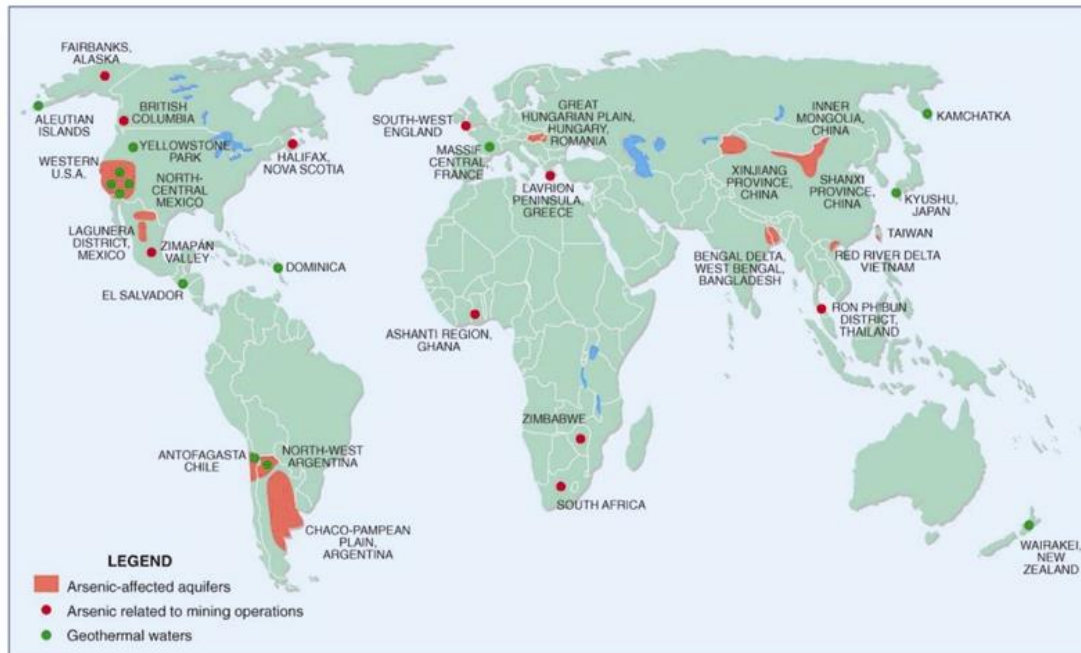 FAIRBANKS,
ALASKA
ALEUTIAN
ISLANDS
BRITISH
COLUMBIA
YELLOWSTONE
PARK
WESTERN
U.S.A.
HALIFAX,
NOVA SCOTIA
NORTH-
CENTRAL
MEXICO
LAGUNERA
DISTRICT,
MEXICO
ZIMAPÁN
VALLEY
DOMINICA
EL SALVADOR
SOUTH-WEST
ENGLAND
GREAT
HUNGARIAN PLAIN,
HUNGARY,
ROMANIA
MASSIF
CENTRAL,
FRANCE
LAVRION
PENINSULA,
GREECE
INNER
MONGOLIA,
CHINA
KAMCHATKA
XINJIANG
PROVINCE,
CHINA
SHANXI
PROVINCE,
CHINA
KYUSHU,
JAPAN
TAIWAN
BENGAL DELTA,
WEST BENGAL,
BANGLADESH
RED RIVER DELTA
VIETNAM
RON PHBUN
DISTRICT,
THAILAND
ASHANTI REGION,
GHANA
ZIMBABWE
SOUTH AFRICA
ANTOFAGASTA
CHILE
NORTH-WEST
ARGENTINA
CHACO-PAMPEAN
PLAIN,
ARGENTINA
WAIRAKEI,
NEW
ZEALAND
LEGEND
Arsenic-affected aquifers
Arsenic related to mining operations
Geothermal waters